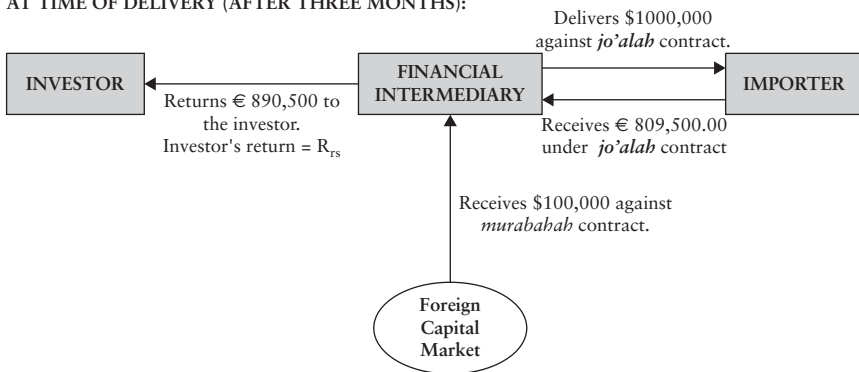 AT TIME OF DELIVERY (AFTER THREE MONTHS):
Delivers $1000,000
against jo'alah contract.
INVESTOR
Returns € 890,500 to
the investor.
Investor's return = Rrs
FINANCIAL
INTERMEDIARY
IMPORTER
Receives € 809,500.00
under jo'alah contract
Receives $100,000 against
murabahah contract.
Foreign
Capital
Market